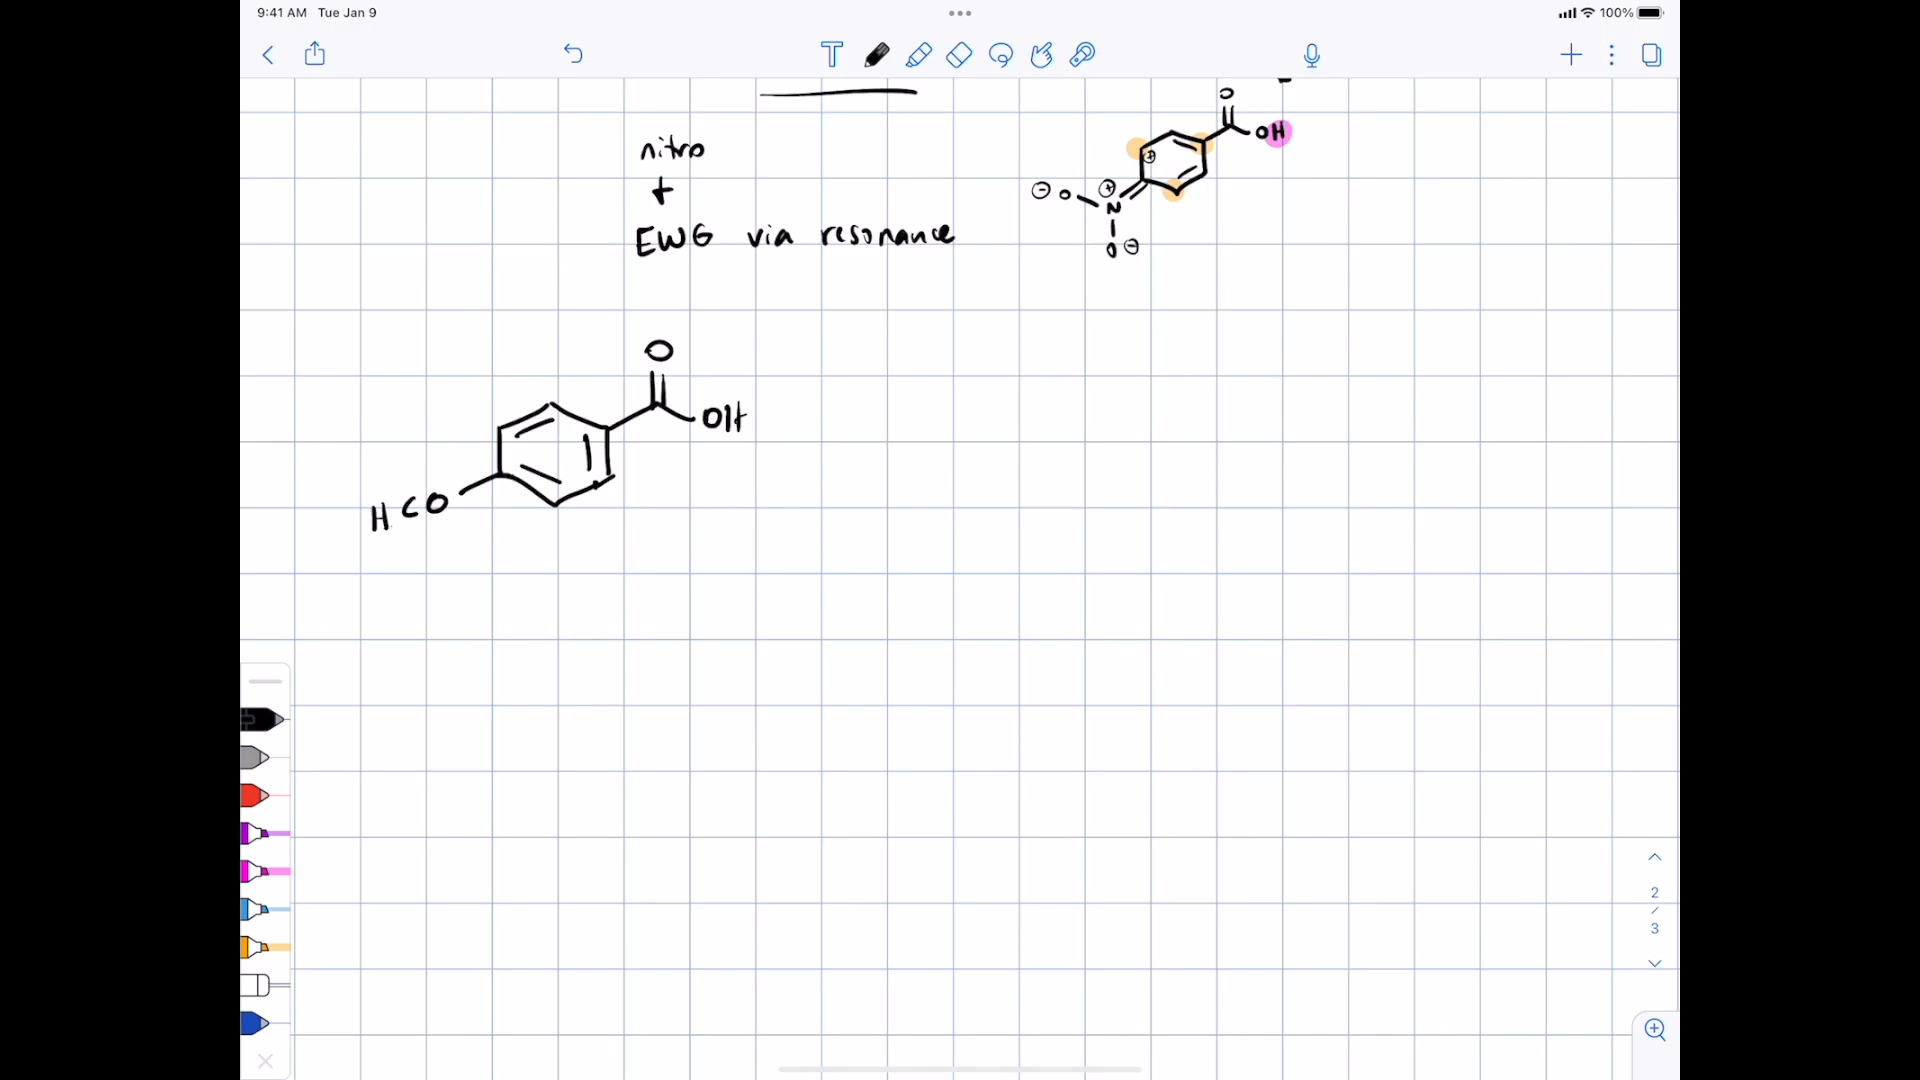 9:41 AM Tue Jan 9
100%
O
OH
nitro
+
EWG via resonance
⊕
⊖ O
⊕
N
O ⊖
O
OH
HCO
2
/
3